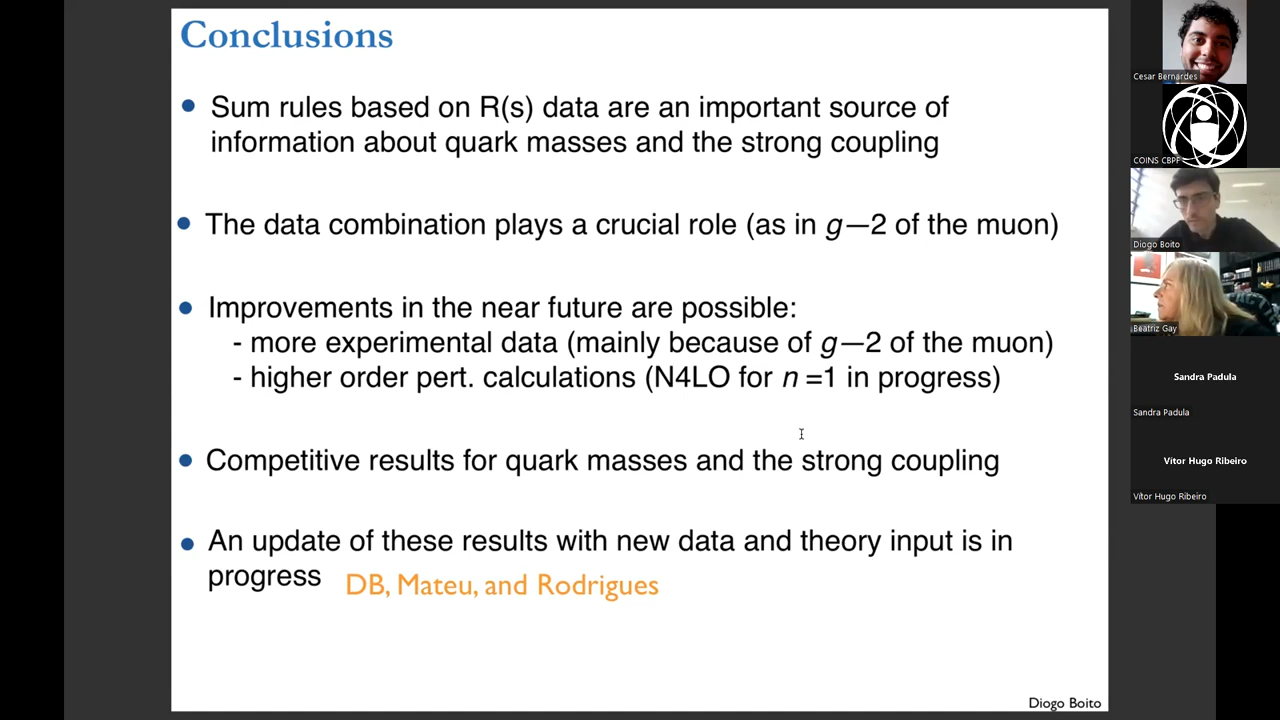 Conclusions
Sum rules based on R(s) data are an important source of
information about quark masses and the strong coupling
The data combination plays a crucial role (as in g—2 of the muon)
Improvements in the near future are possible:
- more experimental data (mainly because of g—2 of the muon)
- higher order pert. calculations (N4LO for n =1 in progress)
Competitive results for quark masses and the strong coupling
An update of these results with new data and theory input is in
progress DB, Mateu, and Rodrigues
Diogo Boito
Cesar Bernardes
COINS CBPF
Diogo Boito
Beatriz Gay
Sandra Padula
Sandra Padula
Vítor Hugo Ribeiro
Vítor Hugo Ribeiro